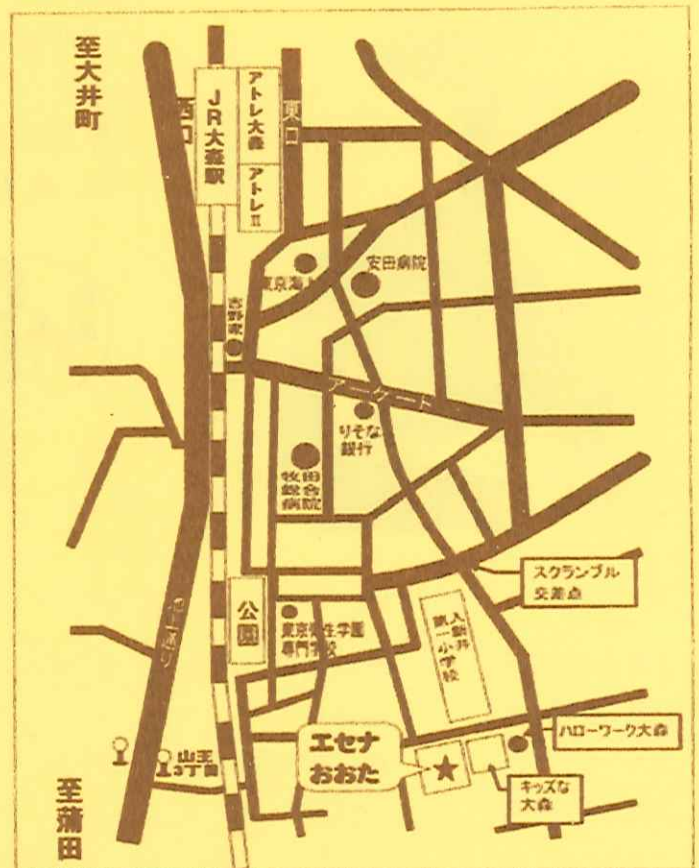 至大井町
西口
JR大森駅
アトレ大森
アトレⅡ
東口
安田病院
東京海上
吉野家
アーケード
りそな
銀行
牧田
総合
病院
スクランブル
交差点
公園
東京衛生学園
専門学校
入新井
第一小学校
エセナ
おおた
ハローワーク大森
キッズな
大森
山王
3丁目
至蒲田